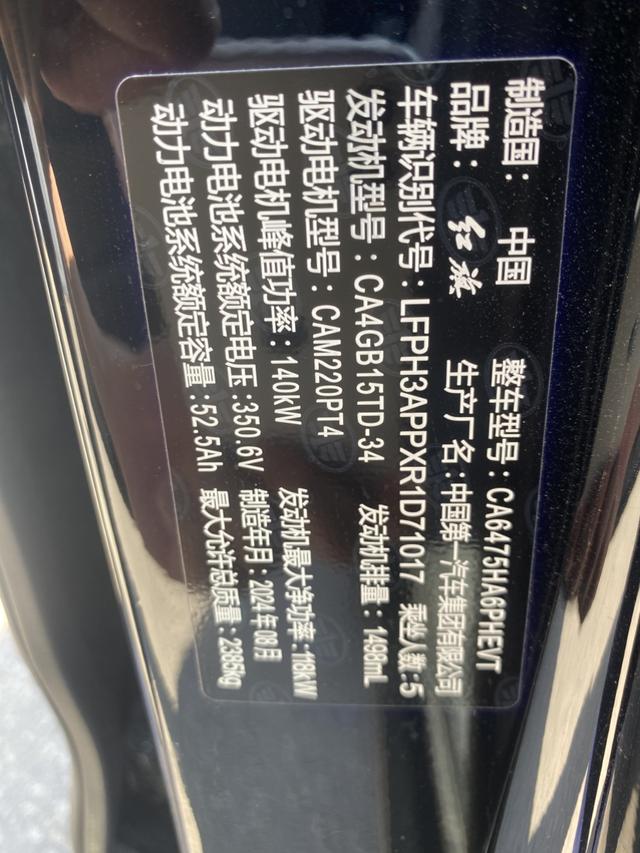 制造国： 中国 整车型号：CA6475HA6PHEVT
品牌：红旗 生产厂名：中国第一汽车集团有限公司
车辆识别代号：LFPH3APPXR1D71017 乘坐人数：5
发动机型号：CA4GB15TD-34 发动机排量：1498mL
驱动电机型号：CAM220PT4 发动机最大净功率：118kW
驱动电机峰值功率：140kW 制造年月：2024年08月
动力电池系统额定电压：350.6V 最大允许总质量：2385kg
动力电池系统额定容量：52.5Ah